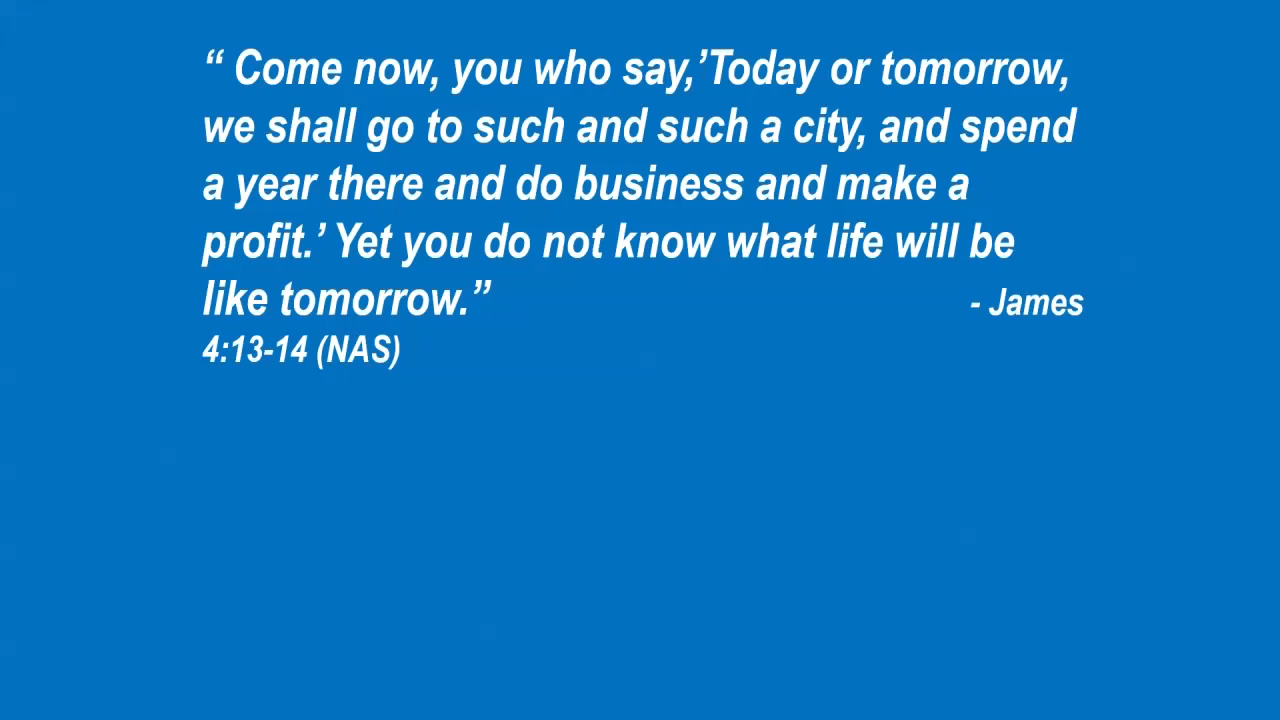 “ Come now, you who say,’Today or tomorrow,
we shall go to such and such a city, and spend
a year there and do business and make a
profit.’ Yet you do not know what life will be
like tomorrow.” - James
4:13-14 (NAS)